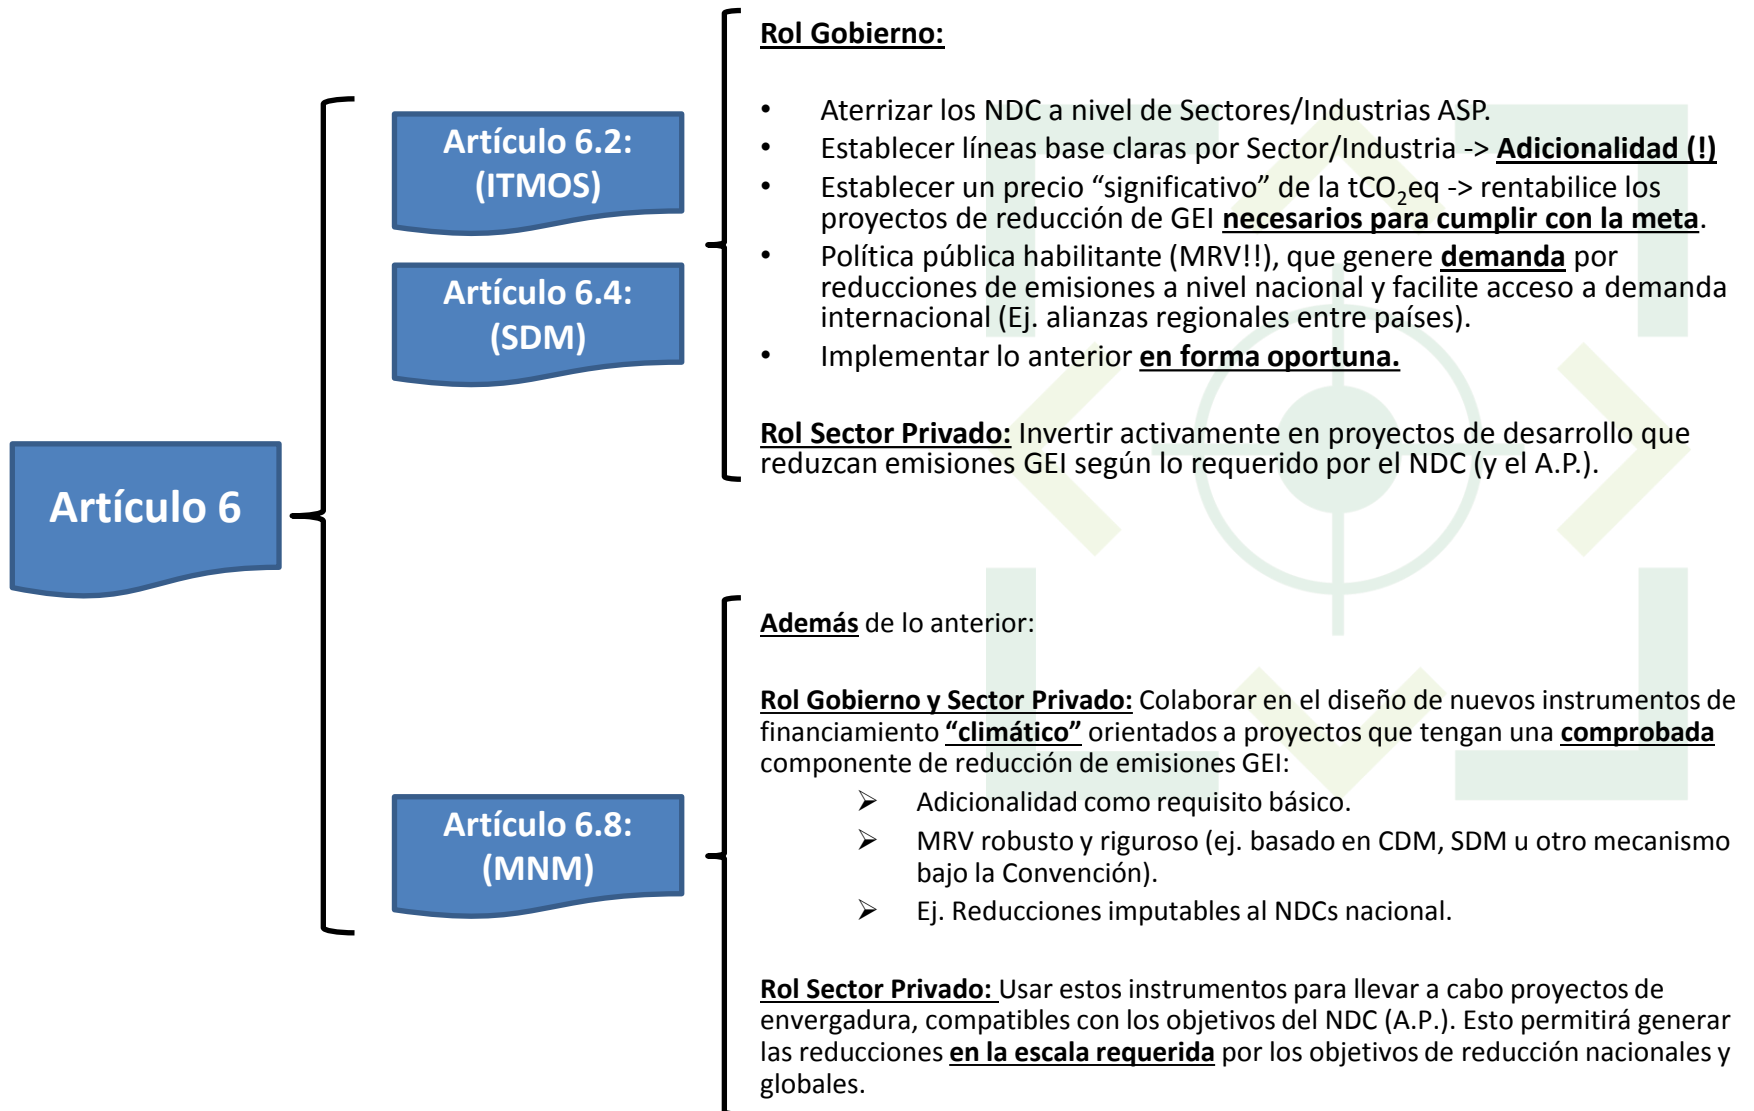 Artículo 6
Artículo 6.2:
(ITMOS)
Artículo 6.4:
(SDM)
Rol Gobierno:
• Aterrizar los NDC a nivel de Sectores/Industrias ASP.
• Establecer líneas base claras por Sector/Industria -> Adicionalidad (!)
• Establecer un precio “significativo” de la tCO₂eq -> rentabilice los
proyectos de reducción de GEI necesarios para cumplir con la meta.
• Política pública habilitante (MRV!!), que genere demanda por
reducciones de emisiones a nivel nacional y facilite acceso a demanda
internacional (Ej. alianzas regionales entre países).
• Implementar lo anterior en forma oportuna.
Rol Sector Privado: Invertir activamente en proyectos de desarrollo que
reduzcan emisiones GEI según lo requerido por el NDC (y el A.P.).
Artículo 6.8:
(MNM)
Además de lo anterior:
Rol Gobierno y Sector Privado: Colaborar en el diseño de nuevos instrumentos de
financiamiento “climático” orientados a proyectos que tengan una comprobada
componente de reducción de emisiones GEI:
➢ Adicionalidad como requisito básico.
➢ MRV robusto y riguroso (ej. basado en CDM, SDM u otro mecanismo
bajo la Convención).
➢ Ej. Reducciones imputables al NDCs nacional.
Rol Sector Privado: Usar estos instrumentos para llevar a cabo proyectos de
envergadura, compatibles con los objetivos del NDC (A.P.). Esto permitirá generar
las reducciones en la escala requerida por los objetivos de reducción nacionales y
globales.